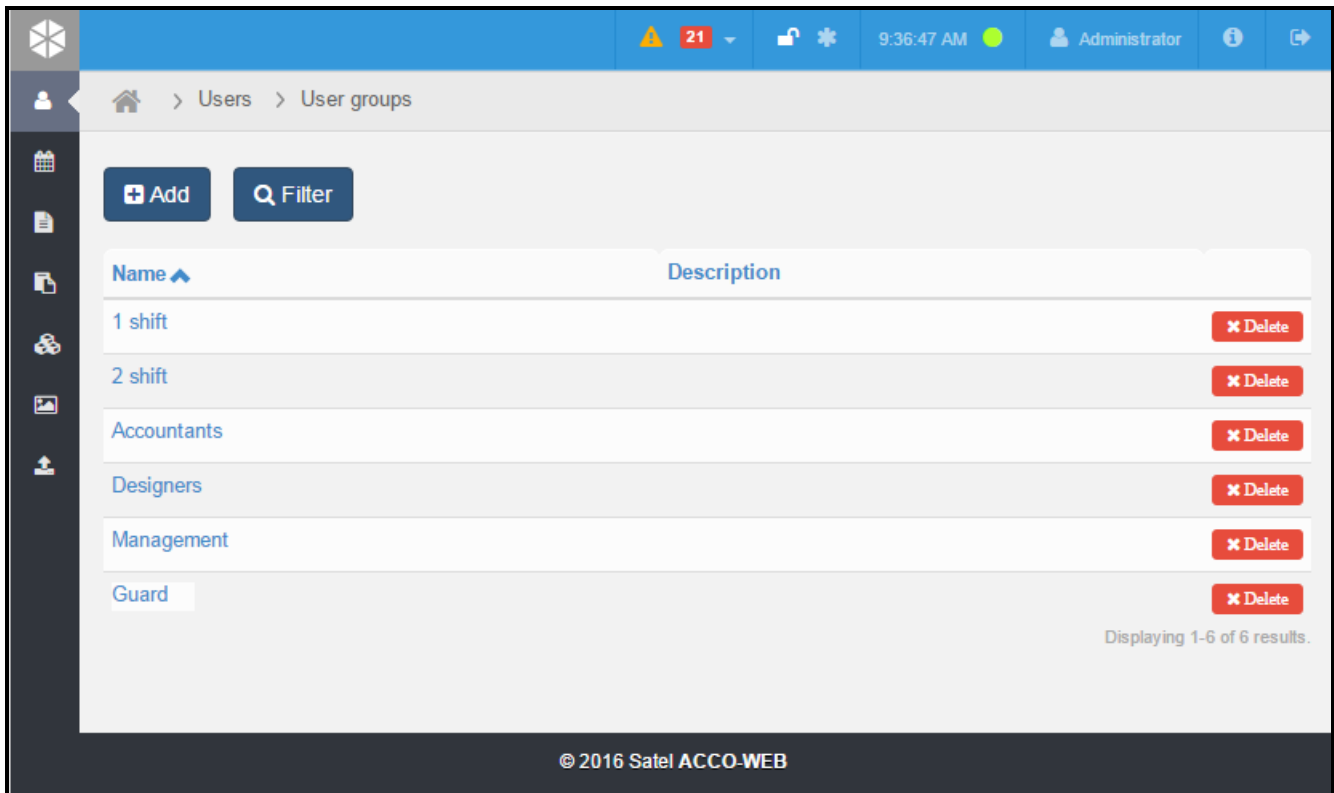 21 9:36:47 AM Administrator
> Users > User groups
Add Filter
Name Description
1 shift Delete
2 shift Delete
Accountants Delete
Designers Delete
Management Delete
Guard Delete
Displaying 1-6 of 6 results.
© 2016 Satel ACCO-WEB